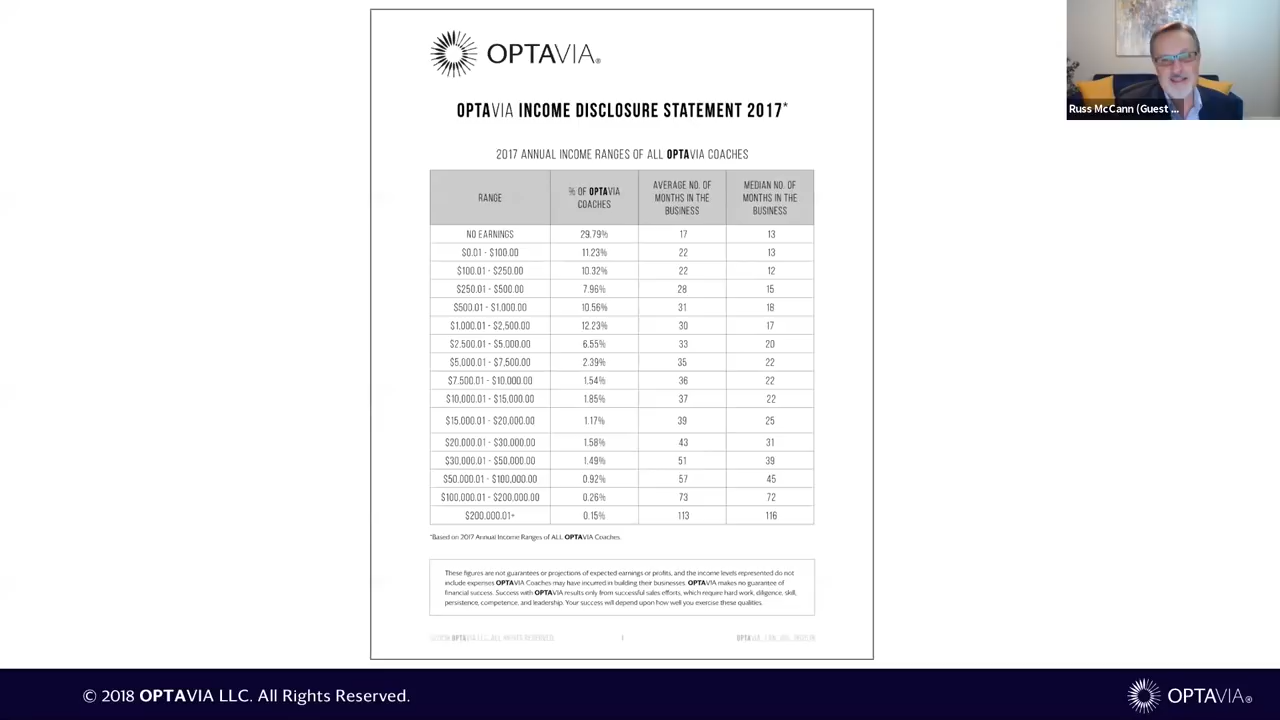 OPTAVIA®
OPTAVIA INCOME DISCLOSURE STATEMENT 2017*
2017 ANNUAL INCOME RANGES OF ALL OPTAVIA COACHES
RANGE % OF OPTAVIA COACHES AVERAGE NO. OF MONTHS IN THE BUSINESS MEDIAN NO. OF MONTHS IN THE BUSINESS
NO EARNINGS 29.79% 17 13
$0.01 - $100.00 11.23% 22 13
$100.01 - $250.00 10.32% 22 12
$250.01 - $500.00 7.96% 28 15
$500.01 - $1,000.00 10.56% 31 18
$1,000.01 - $2,500.00 12.23% 30 17
$2,500.01 - $5,000.00 6.55% 33 20
$5,000.01 - $7,500.00 2.39% 35 22
$7,500.01 - $10,000.00 1.54% 36 22
$10,000.01 - $15,000.00 1.85% 37 22
$15,000.01 - $20,000.00 1.17% 39 25
$20,000.01 - $30,000.00 1.58% 43 31
$30,000.01 - $50,000.00 1.49% 51 39
$50,000.01 - $100,000.00 0.92% 57 45
$100,000.01 - $200,000.00 0.26% 73 72
$200,000.01+ 0.15% 113 116
*Based on 2017 Annual Income Ranges of ALL OPTAVIA Coaches.
These figures are not guarantees or projections of expected earnings or profits, and the income levels represented do not
include expenses OPTAVIA Coaches may have incurred in building their businesses. OPTAVIA makes no guarantee of
financial success. Success with OPTAVIA results only from successful sales efforts, which require hard work, diligence, skill,
persistence, competence, and leadership. Your success will depend upon how well you exercise these qualities.
OPTAVIA LLC. ALL RIGHTS RESERVED. 1
Russ McCann (Guest ...
© 2018 OPTAVIA LLC. All Rights Reserved.
OPTAVIA®